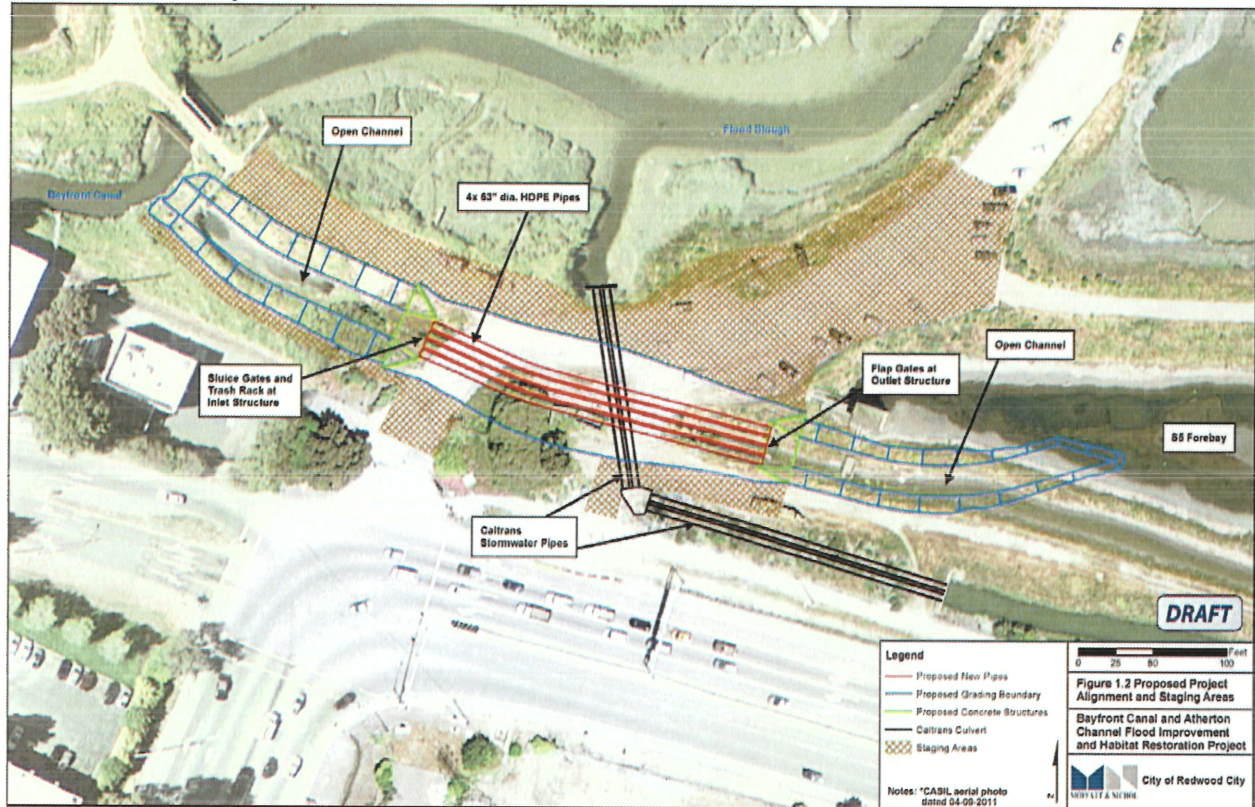 Open Channel
Flood Slough
Bayfront Canal
4x 63" dia. HDPE Pipes
Open Channel
Sluice Gates and
Trash Rack at
Inlet Structure
Flap Gates at
Outlet Structure
S5 Forebay
Caltrans
Stormwater Pipes
DRAFT
Legend
Proposed New Pipes
Proposed Grading Boundary
Proposed Concrete Structures
Caltrans Culvert
Staging Areas
Notes: *CASIL aerial photo
dated 04-09-2011
N
Feet
0 25 50 100
Figure 1.2 Proposed Project
Alignment and Staging Areas
Bayfront Canal and Atherton
Channel Flood Improvement
and Habitat Restoration Project
MOFFATT & NICHOL
City of Redwood City